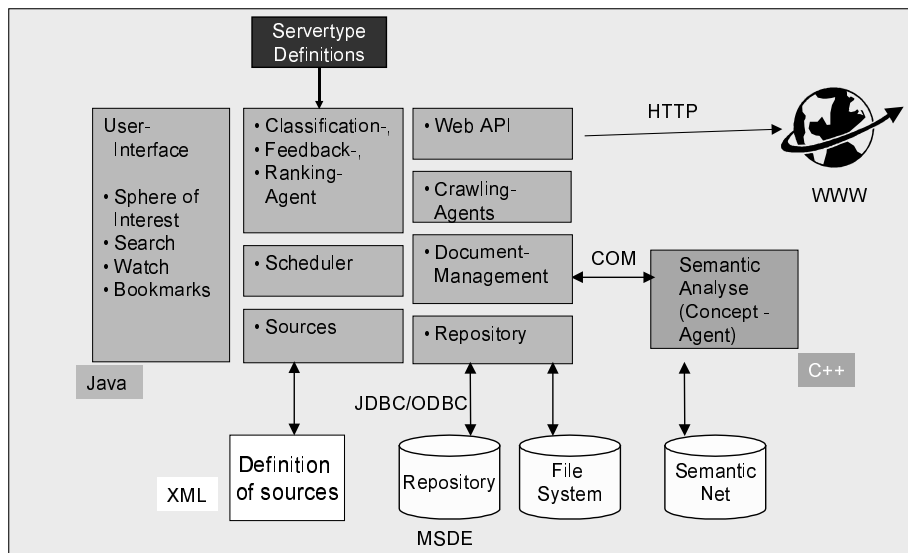 Servertype
Definitions
User-
Interface
• Sphere of
Interest
• Search
• Watch
• Bookmarks
• Classification-,
• Feedback-,
• Ranking-
Agent
• Scheduler
• Sources
• Web API
• Crawling-
Agents
• Document-
Management
• Repository
HTTP
WWW
COM
Semantic
Analyse
(Concept -
Agent)
Java
C++
JDBC/ODBC
XML
Definition
of sources
Repository
File
System
Semantic
Net
MSDE